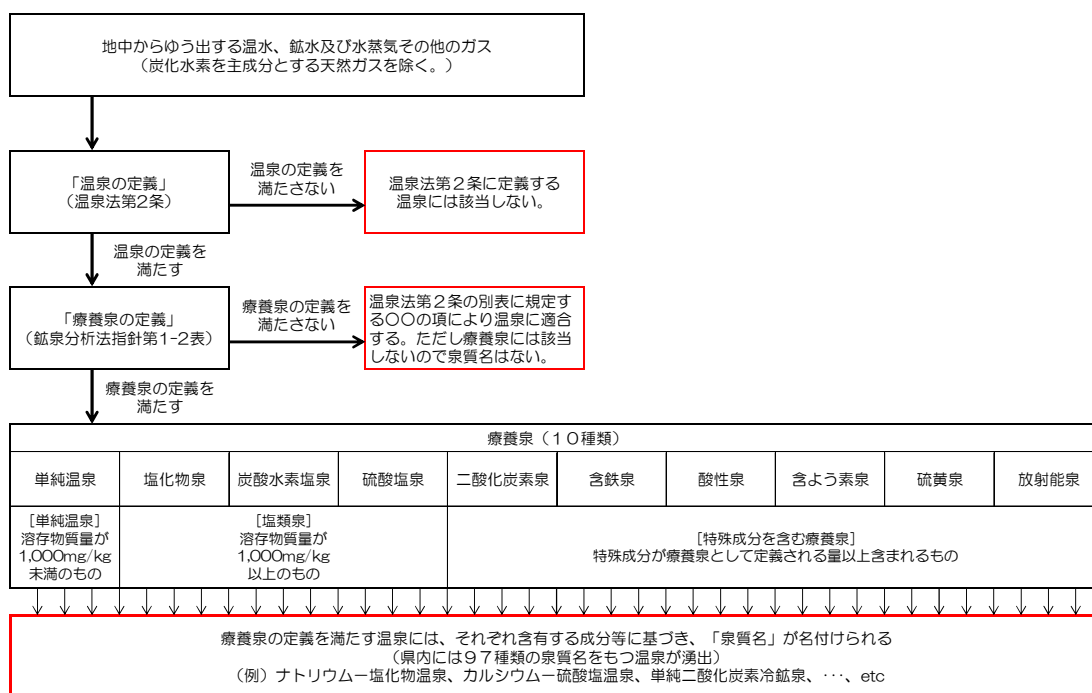 地中からゆう出する温水、鉱水及び水蒸気その他のガス
（炭化水素を主成分とする天然ガスを除く。）
「温泉の定義」
（温泉法第2条）
温泉の定義を
満たさない
温泉法第２条に定義する
温泉には該当しない。
温泉の定義を
満たす
「療養泉の定義」
（鉱泉分析法指針第1-2表）
療養泉の定義を
満たさない
温泉法第２条の別表に規定す
る〇〇の項により温泉に適合
する。ただし療養泉には該当
しないので泉質名はない。
療養泉の定義を
満たす
療養泉（１０種類）
単純温泉
塩化物泉
炭酸水素塩泉
硫酸塩泉
二酸化炭素泉
含鉄泉
酸性泉
含よう素泉
硫黄泉
放射能泉
[単純温泉]
溶存物質量が
1,000mg/kg
未満のもの
[塩類泉]
溶存物質量が
1,000mg/kg
以上のもの
[特殊成分を含む療養泉]
特殊成分が療養泉として定義される量以上含まれるもの
療養泉の定義を満たす温泉には、それぞれ含有する成分等に基づき、「泉質名」が名付けられる
（県内には９７種類の泉質名をもつ温泉が湧出）
（例）ナトリウムー塩化物温泉、カルシウムー硫酸塩温泉、単純二酸化炭素冷鉱泉、･･･、etc